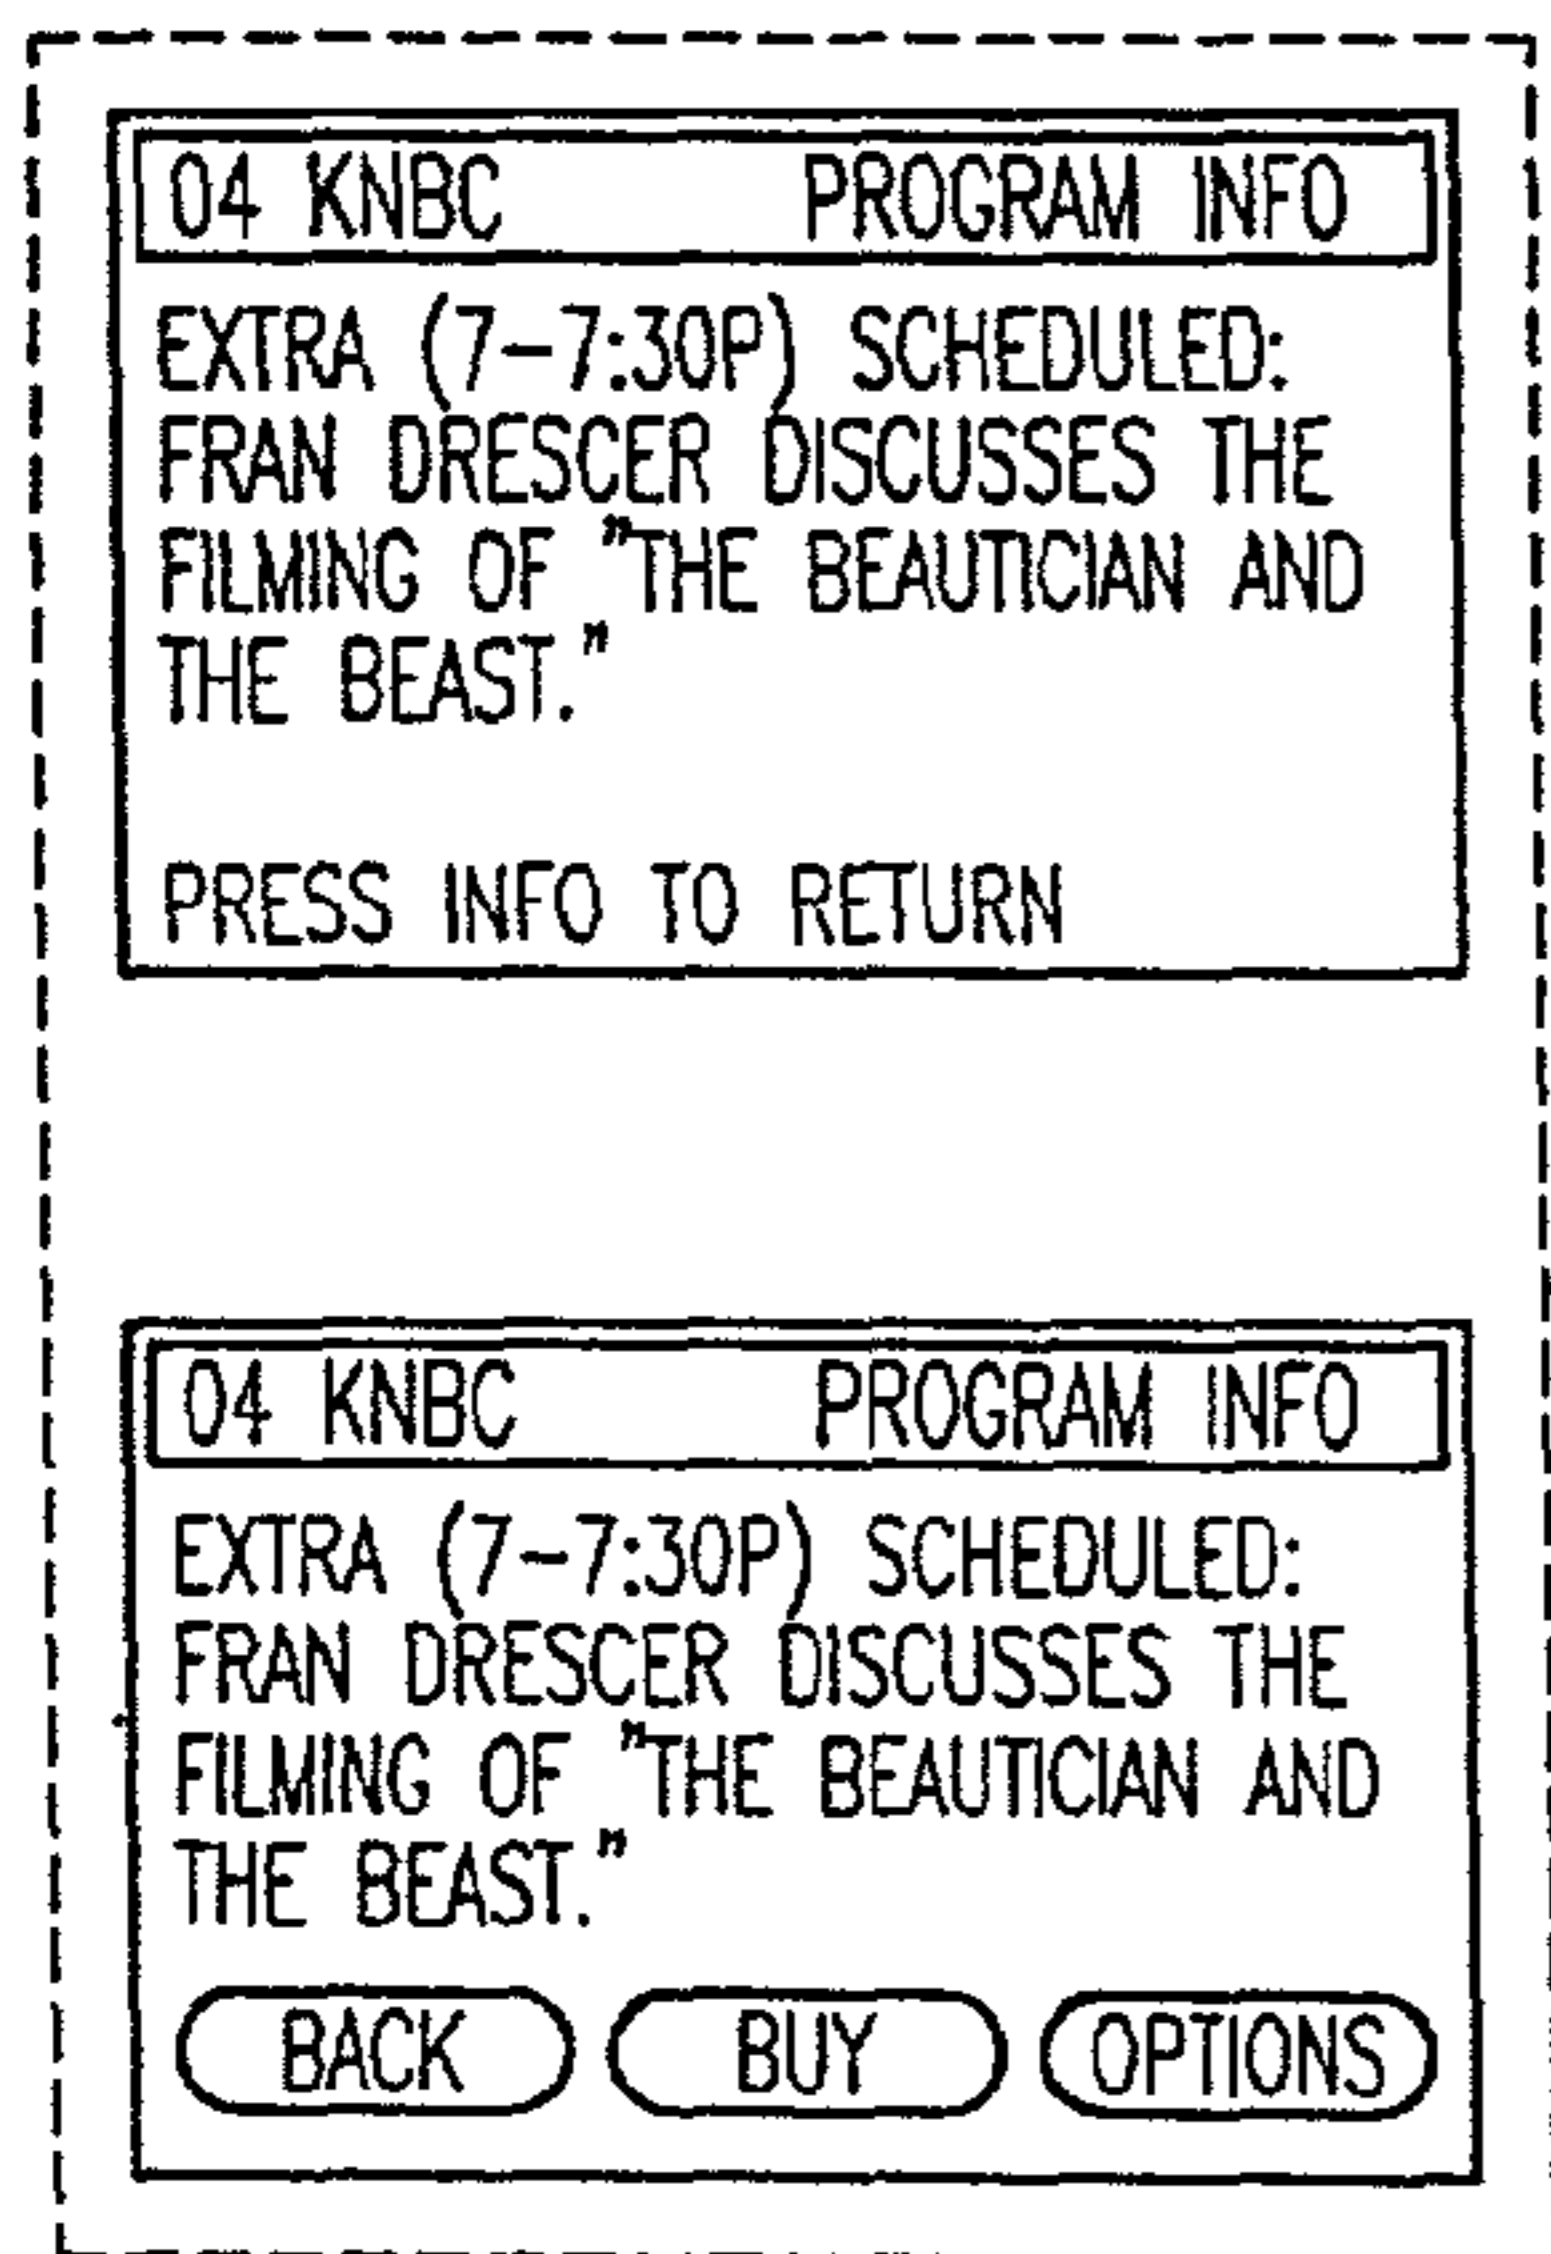 04 KNBC PROGRAM INFO
EXTRA (7-7:30P) SCHEDULED:
FRAN DRESCER DISCUSSES THE
FILMING OF "THE BEAUTICIAN AND
THE BEAST."
PRESS INFO TO RETURN
04 KNBC PROGRAM INFO
EXTRA (7-7:30P) SCHEDULED:
FRAN DRESCER DISCUSSES THE
FILMING OF "THE BEAUTICIAN AND
THE BEAST."
BACK BUY OPTIONS